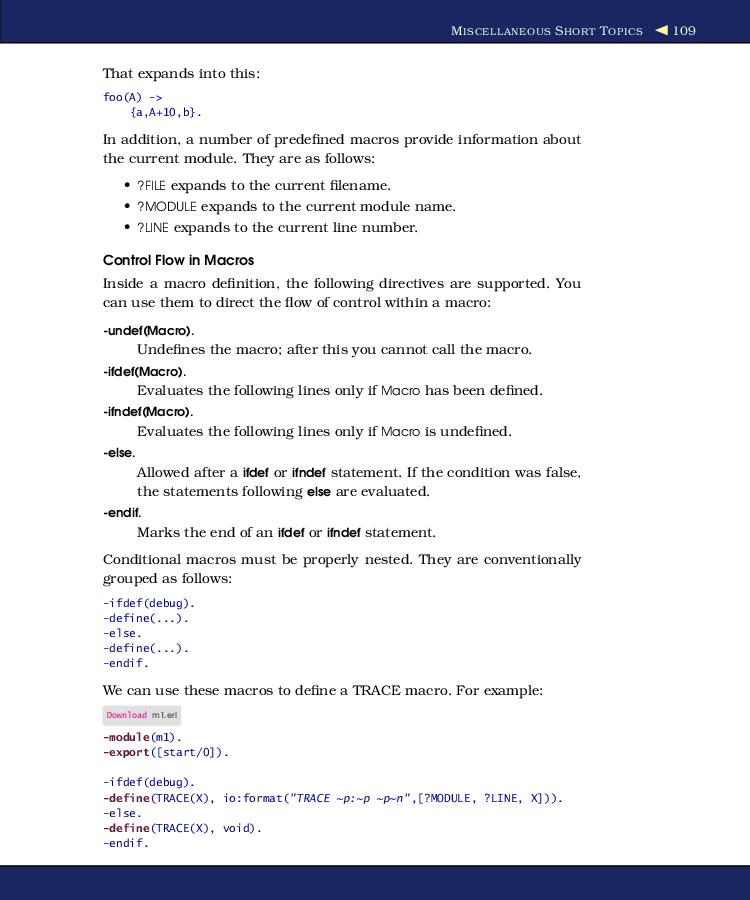 MISCELLANEOUS SHORT TOPICS ◀ 109
That expands into this:
foo(A) ->
    {a,A+10,b}.
In addition, a number of predefined macros provide information about
the current module. They are as follows:
• ?FILE expands to the current filename.
• ?MODULE expands to the current module name.
• ?LINE expands to the current line number.
Control Flow in Macros
Inside a macro definition, the following directives are supported. You
can use them to direct the flow of control within a macro:
-undef(Macro).
Undefines the macro; after this you cannot call the macro.
-ifdef(Macro).
Evaluates the following lines only if Macro has been defined.
-ifndef(Macro).
Evaluates the following lines only if Macro is undefined.
-else.
Allowed after a ifdef or ifndef statement. If the condition was false,
the statements following else are evaluated.
-endif.
Marks the end of an ifdef or ifndef statement.
Conditional macros must be properly nested. They are conventionally
grouped as follows:
-ifdef(debug).
-define(...).
-else.
-define(...).
-endif.
We can use these macros to define a TRACE macro. For example:
Download m1.erl
-module(m1).
-export([start/0]).
-ifdef(debug).
-define(TRACE(X), io:format("TRACE ~p:~p ~p~n",[?MODULE, ?LINE, X])).
-else.
-define(TRACE(X), void).
-endif.